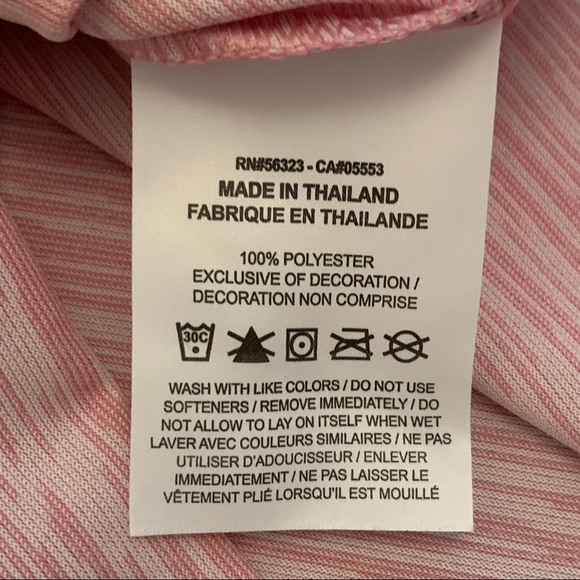 RN#56323 - CA#05553
MADE IN THAILAND
FABRIQUE EN THAILANDE
100% POLYESTER
EXCLUSIVE OF DECORATION /
DECORATION NON COMPRISE
30C
WASH WITH LIKE COLORS / DO NOT USE
SOFTENERS / REMOVE IMMEDIATELY / DO
NOT ALLOW TO LAY ON ITSELF WHEN WET
LAVER AVEC COULEURS SIMILAIRES / NE PAS
UTILISER D'ADOUCISSEUR / ENLEVER
IMMEDIATEMENT / NE PAS LAISSER LE
VÊTEMENT PLIÉ LORSQU'IL EST MOUILLÉ